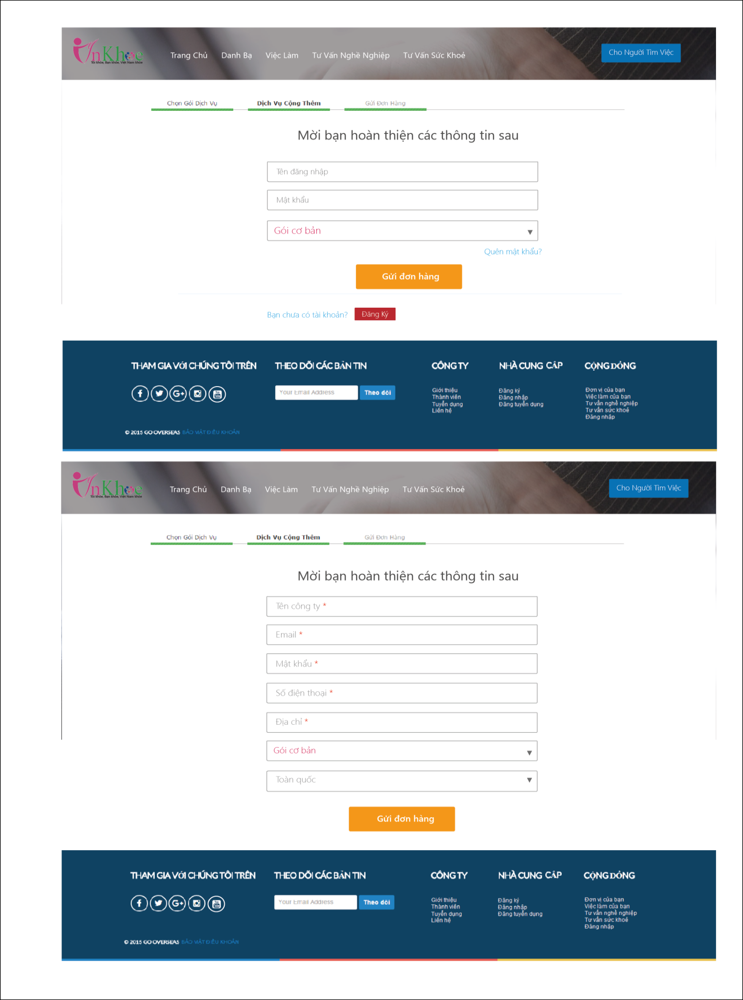 ỶnKhoe
Tôi khỏe, Bạn khỏe, Việt Nam khỏe
Trang Chủ Danh Bạ Việc Làm Tư Vấn Nghề Nghiệp Tư Vấn Sức Khoẻ
Cho Người Tìm Việc
Chọn Gói Dịch Vụ Dịch Vụ Cộng Thêm Gửi Đơn Hàng
Mời bạn hoàn thiện các thông tin sau
Tên đăng nhập
Mật khẩu
Gói cơ bản ▼
Quên mật khẩu?
Gửi đơn hàng
Bạn chưa có tài khoản? Đăng Ký
THAM GIA VỚI CHÚNG TÔI TRÊN
THEO DÕI CÁC BẢN TIN
Your Email Address Theo dõi
CÔNG TY
Giới thiệu
Thành viên
Tuyển dụng
Liên hệ
NHÀ CUNG CẤP
Đăng ký
Đăng nhập
Đăng tuyển dụng
CỘNG ĐỒNG
Đơn vị của bạn
Việc làm của bạn
Tư vấn nghề nghiệp
Tư vấn sức khoẻ
Đăng nhập
© 2015 GO OVERSEAS BẢO MẬT ĐIỀU KHOẢN
ỶnKhoe
Tôi khỏe, Bạn khỏe, Việt Nam khỏe
Trang Chủ Danh Bạ Việc Làm Tư Vấn Nghề Nghiệp Tư Vấn Sức Khoẻ
Cho Người Tìm Việc
Chọn Gói Dịch Vụ Dịch Vụ Cộng Thêm Gửi Đơn Hàng
Mời bạn hoàn thiện các thông tin sau
Tên công ty *
Email *
Mật khẩu *
Số điện thoại *
Địa chỉ *
Gói cơ bản ▼
Toàn quốc ▼
Gửi đơn hàng
THAM GIA VỚI CHÚNG TÔI TRÊN
THEO DÕI CÁC BẢN TIN
Your Email Address Theo dõi
CÔNG TY
Giới thiệu
Thành viên
Tuyển dụng
Liên hệ
NHÀ CUNG CẤP
Đăng ký
Đăng nhập
Đăng tuyển dụng
CỘNG ĐỒNG
Đơn vị của bạn
Việc làm của bạn
Tư vấn nghề nghiệp
Tư vấn sức khoẻ
Đăng nhập
© 2015 GO OVERSEAS BẢO MẬT ĐIỀU KHOẢN